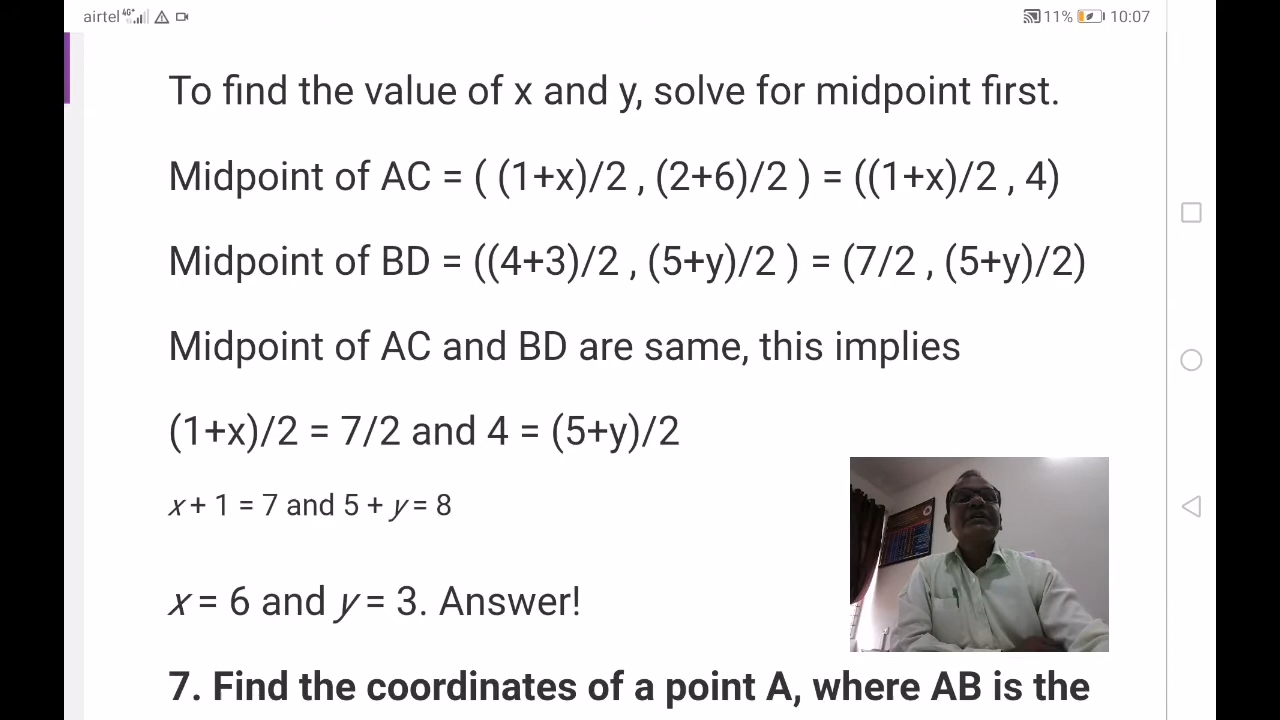 airtel 4G 11% 10:07
To find the value of x and y, solve for midpoint first.
Midpoint of AC = ( (1+x)/2 , (2+6)/2 ) = ((1+x)/2 , 4)
Midpoint of BD = ((4+3)/2 , (5+y)/2 ) = (7/2 , (5+y)/2)
Midpoint of AC and BD are same, this implies
(1+x)/2 = 7/2 and 4 = (5+y)/2
x + 1 = 7 and 5 + y = 8
x = 6 and y = 3. Answer!
7. Find the coordinates of a point A, where AB is the